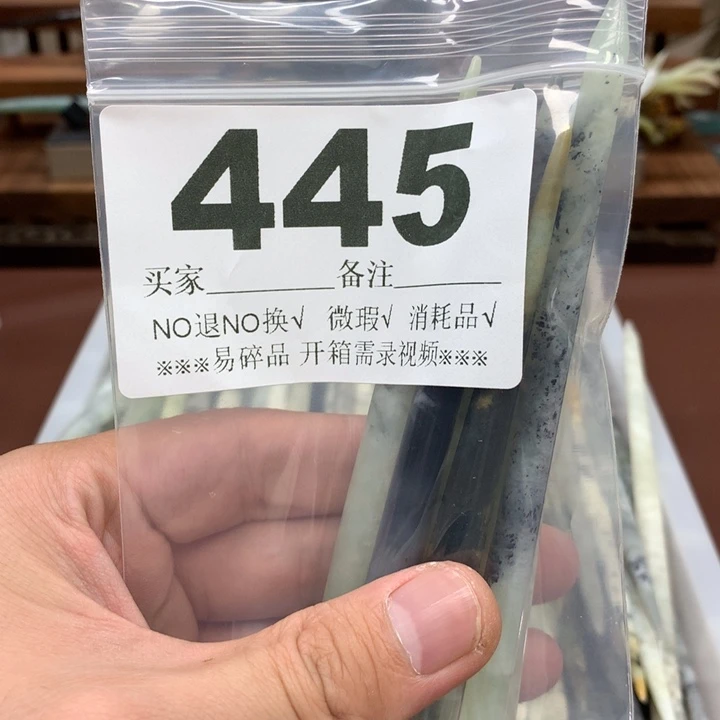 445
买家________备注______
NO退NO换√ 微瑕√ 消耗品√
※※※易碎品 开箱需录视频※※※